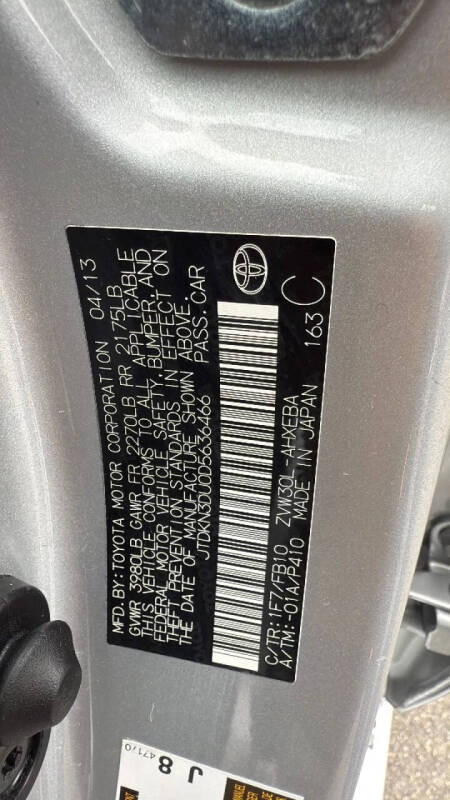 MFD. BY: TOYOTA MOTOR CORPORATION 04/13
GVWR 3980LB GAWR FR 2270LB RR 2175LB
THIS VEHICLE CONFORMS TO ALL APPLICABLE
FEDERAL MOTOR VEHICLE SAFETY, BUMPER, AND
THEFT PREVENTION STANDARDS IN EFFECT ON
THE DATE OF MANUFACTURE SHOWN ABOVE.
JTDKN3DU0D5636466 PASS.CAR
C/TR:1F7/FB10 ZVW30L-AHXEBA 163
A/TM:-01A/P410 MADE IN JAPAN C
J 8 47170